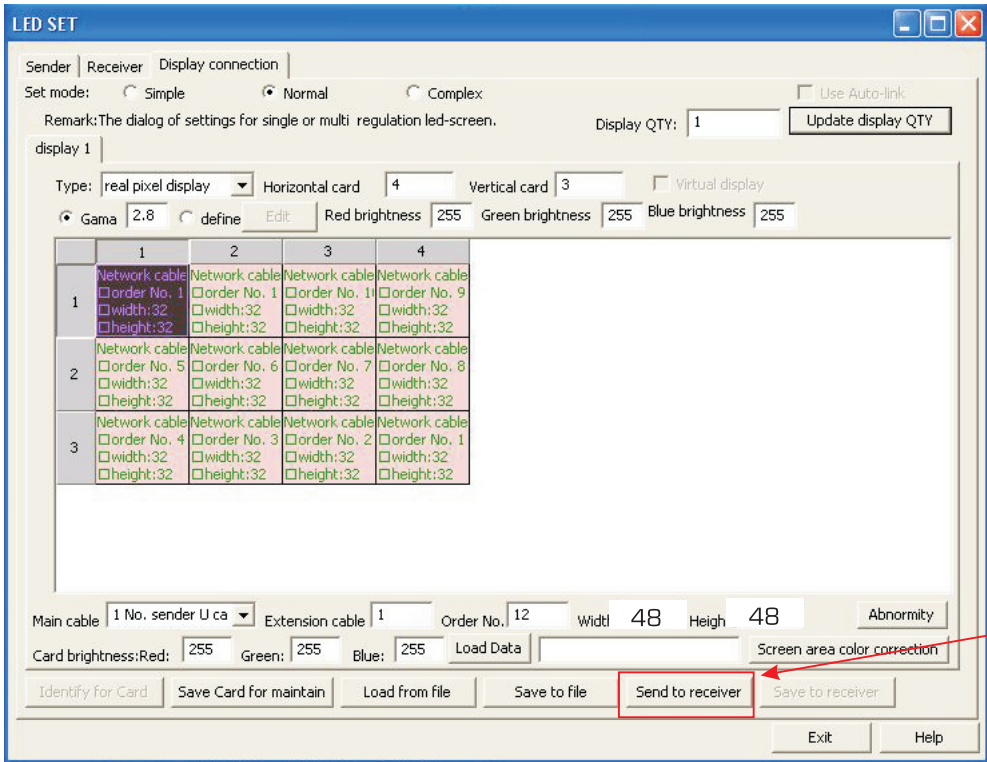 LED SET
Sender Receiver Display connection
Set mode: Simple Normal Complex Use Auto-link
Remark:The dialog of settings for single or multi regulation led-screen. Display QTY: 1 Update display QTY
display 1
Type: real pixel display Horizontal card 4 Vertical card 3 Virtual display
Gama 2.8 define Edit Red brightness 255 Green brightness 255 Blue brightness 255
1 2 3 4
Network cable Network cable Network cable Network cable
1 order No. 1 order No. 1 order No. 1 order No. 9
width:32 width:32 width:32 width:32
height:32 height:32 height:32 height:32
Network cable Network cable Network cable Network cable
2 order No. 5 order No. 6 order No. 7 order No. 8
width:32 width:32 width:32 width:32
height:32 height:32 height:32 height:32
Network cable Network cable Network cable Network cable
3 order No. 4 order No. 3 order No. 2 order No. 1
width:32 width:32 width:32 width:32
height:32 height:32 height:32 height:32
Main cable 1 No. sender U ca Extension cable 1 Order No. 12 Widtl 48 Heigh 48 Abnormity
Card brightness:Red: 255 Green: 255 Blue: 255 Load Data Screen area color correction
Identify for Card Save Card for maintain Load from file Save to file Send to receiver Save to receiver
Exit Help